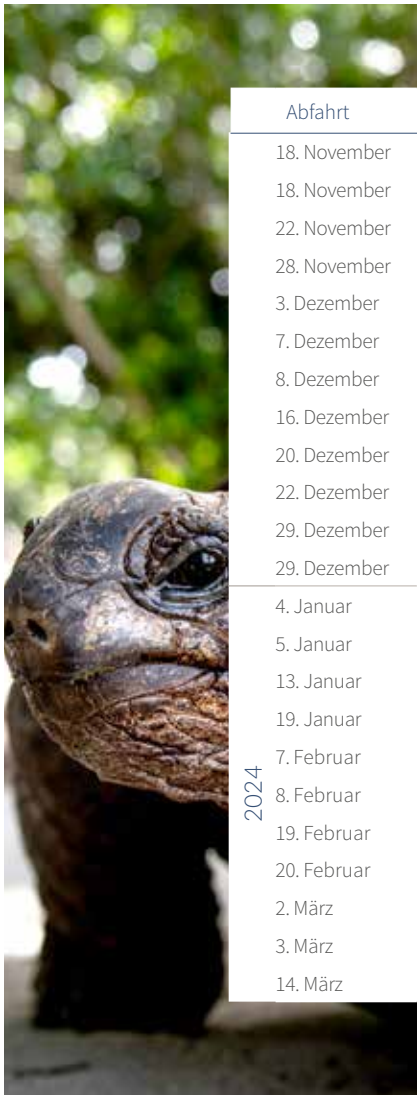 Abfahrt
18. November
18. November
22. November
28. November
3. Dezember
7. Dezember
8. Dezember
16. Dezember
20. Dezember
22. Dezember
29. Dezember
29. Dezember
2024
4. Januar
5. Januar
13. Januar
19. Januar
7. Februar
8. Februar
19. Februar
20. Februar
2. März
3. März
14. März